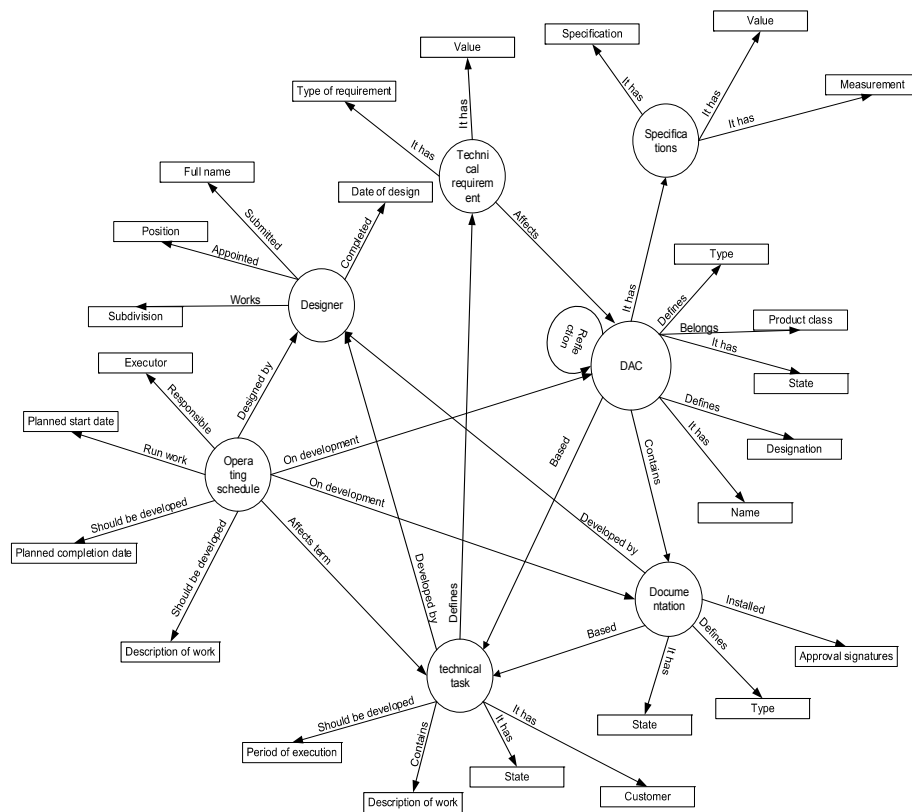 Specification
Value
Value
Type of requirement
Measurement
It has
It has
It has
It has
It has
Specifica
tions
Techni
cal
requirem
ent
Full name
Date of design
Submitted
Completed
Position
Appointed
Affects
It has
Type
Defines
Works
Subdivision
Designer
Belongs
Product class
Refle
ction
It has
State
DAC
Executor
Responsible
Designed by
Defines
Designation
Planned start date
Run work
On development
Based
Contains
It has
Name
Opera
ting
schedule
On development
Should be developed
Planned completion date
Should be developed
Affects term
Developed by
Defines
Developed by
Docume
ntation
Installed
Approval signatures
Description of work
Based
It has
Defines
technical
task
State
Type
Should be developed
Period of execution
Contains
It has
It has
State
Description of work
Customer